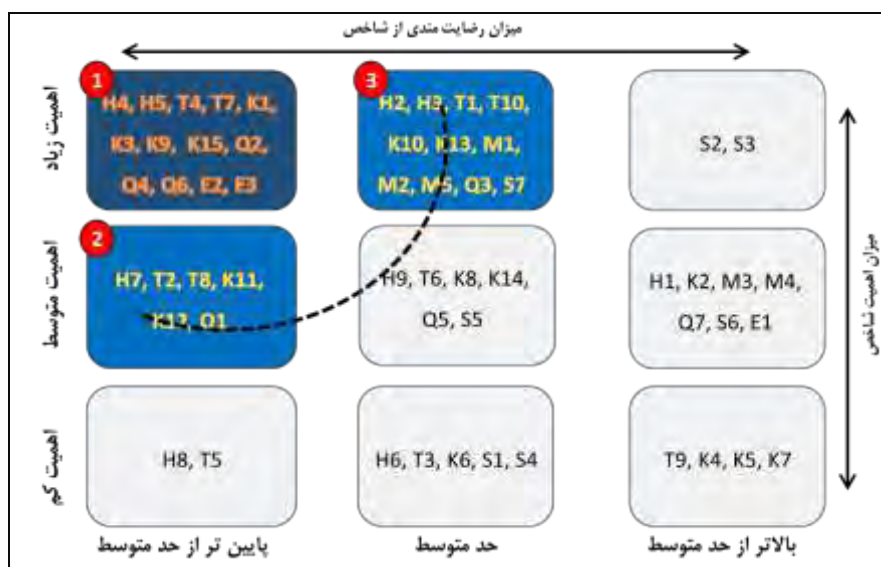 میزان رضایت مندی از شاخص
1
H4, H5, T4, T7, K1,
K3, K9, K15, Q2,
Q4, Q6, E2, E3
3
H2, H3, T1, T10,
K10, K13, M1,
M2, M5, Q3, S7
S2, S3
اهمیت زیاد
2
H7, T2, T8, K11,
K12, Q1
H9, T6, K8, K14,
Q5, S5
H1, K2, M3, M4,
Q7, S6, E1
اهمیت متوسط
میزان اهمیت شاخص
H8, T5
H6, T3, K6, S1, S4
T9, K4, K5, K7
اهمیت کم
پایین تر از حد متوسط
حد متوسط
بالاتر از حد متوسط